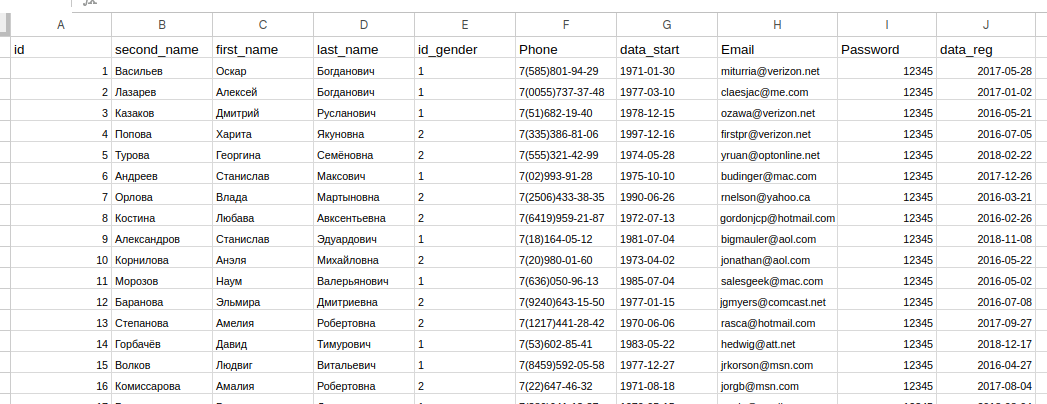 A B C D E F G H I J
id second_name first_name last_name id_gender Phone data_start Email Password data_reg
1 Васильев Оскар Богданович 1 7(585)801-94-29 1971-01-30 miturria@verizon.net 12345 2017-05-28
2 Лазарев Алексей Богданович 1 7(0055)737-37-48 1977-03-10 claesjac@me.com 12345 2017-01-02
3 Казаков Дмитрий Русланович 1 7(51)682-19-40 1978-12-15 ozawa@verizon.net 12345 2016-05-21
4 Попова Харита Якуновна 2 7(335)386-81-06 1997-12-16 firstpr@verizon.net 12345 2016-07-05
5 Турова Георгина Семёновна 2 7(555)321-42-99 1974-05-28 yruan@optonline.net 12345 2018-02-22
6 Андреев Станислав Максович 1 7(02)993-91-28 1975-10-10 budinger@mac.com 12345 2017-12-26
7 Орлова Влада Мартыновна 2 7(2506)433-38-35 1990-06-26 rnelson@yahoo.ca 12345 2016-03-21
8 Костина Любава Авксентьевна 2 7(6419)959-21-87 1972-07-13 gordonjcp@hotmail.com 12345 2016-02-26
9 Александров Станислав Эдуардович 1 7(18)164-05-12 1981-07-04 bigmauler@aol.com 12345 2018-11-08
10 Корнилова Анэля Михайловна 2 7(20)980-01-60 1973-04-02 jonathan@aol.com 12345 2016-05-22
11 Морозов Наум Валерьянович 1 7(636)050-96-13 1985-07-04 salesgeek@mac.com 12345 2016-05-02
12 Баранова Эльмира Дмитриевна 2 7(9240)643-15-50 1977-01-15 jgmyers@comcast.net 12345 2016-07-08
13 Степанова Амелия Робертовна 2 7(1217)441-28-42 1970-06-06 rasca@hotmail.com 12345 2017-09-27
14 Горбачёв Давид Тимурович 1 7(53)602-85-41 1983-05-22 hedwig@att.net 12345 2018-12-17
15 Волков Людвиг Витальевич 1 7(8459)592-05-58 1977-12-27 jrkorson@msn.com 12345 2016-04-27
16 Комиссарова Амалия Робертовна 2 7(22)647-46-32 1971-08-18 jorgb@msn.com 12345 2017-08-04